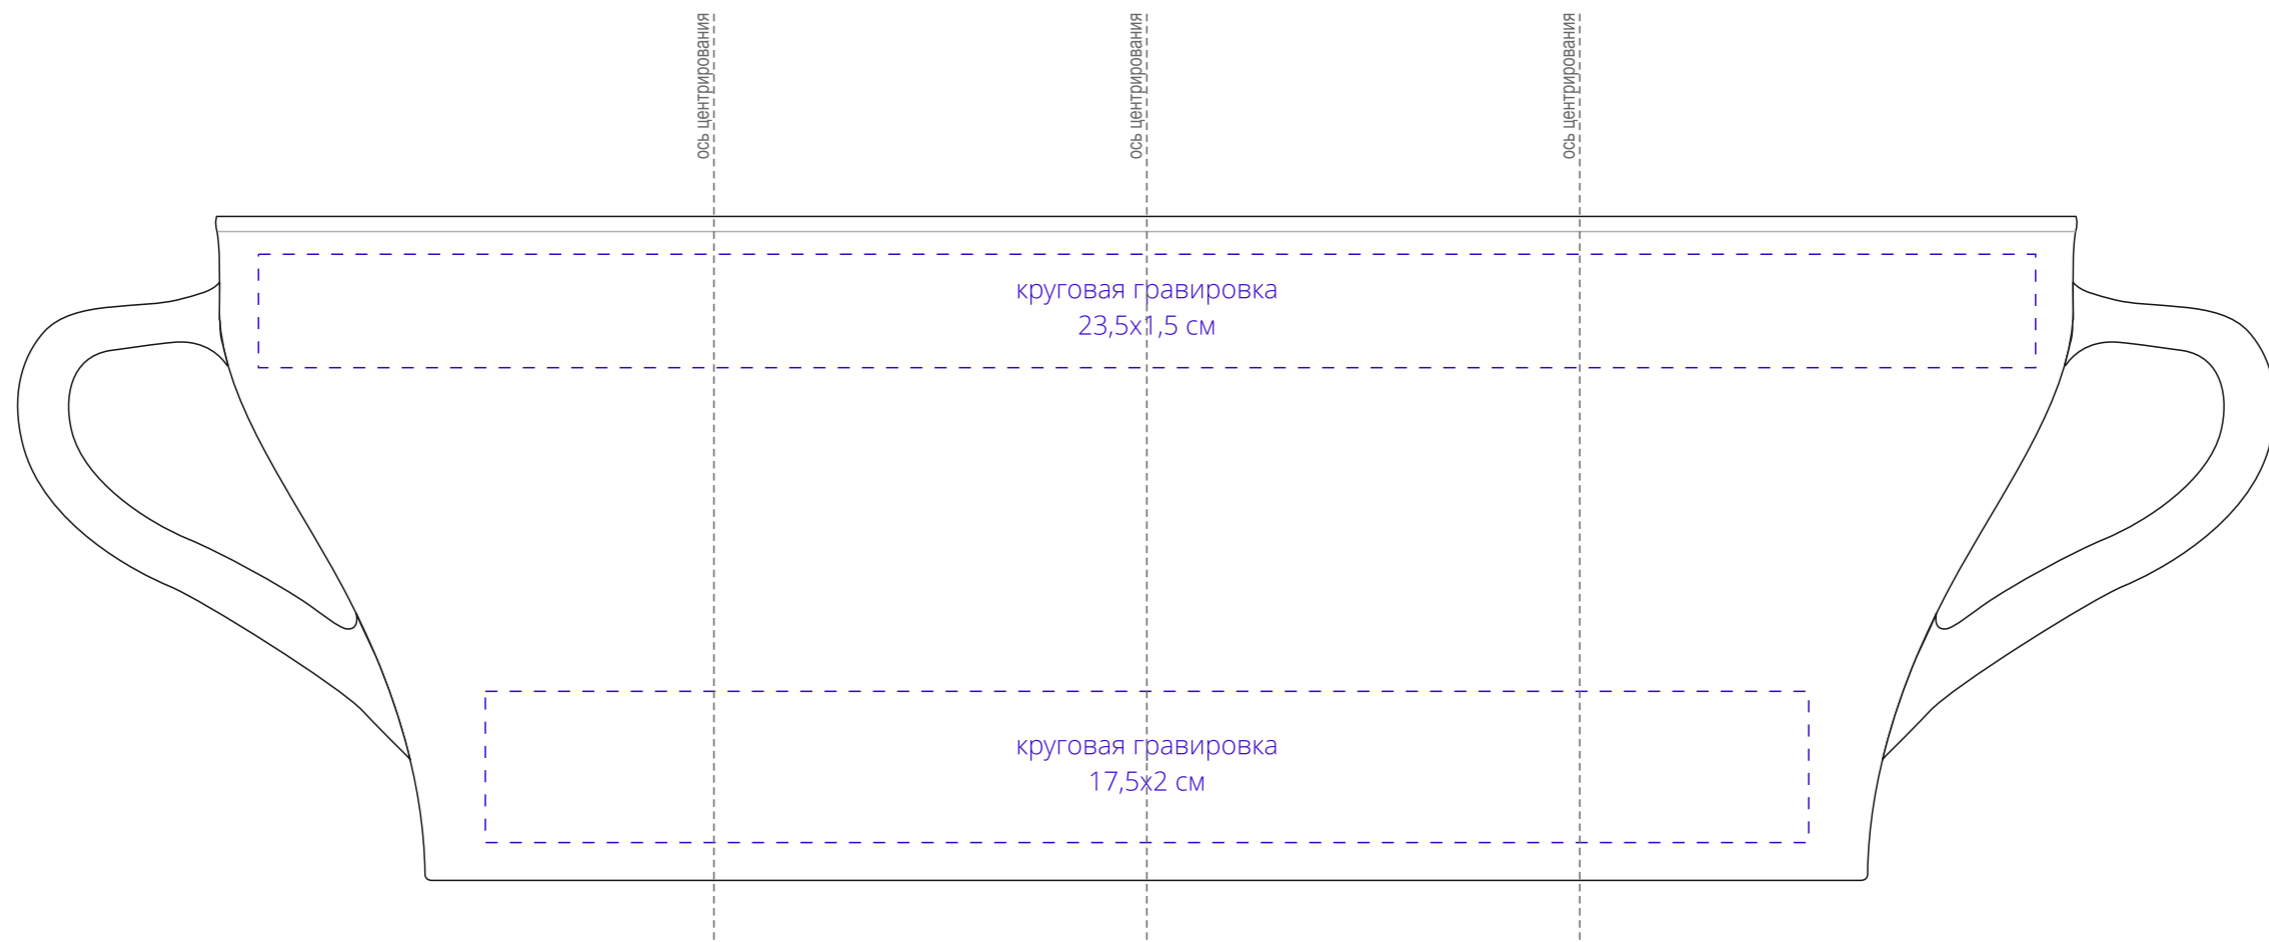 ось центрирования
ось центрирования
ось центрирования
круговая гравировка
23,5х1,5 см
круговая гравировка
17,5х2 см